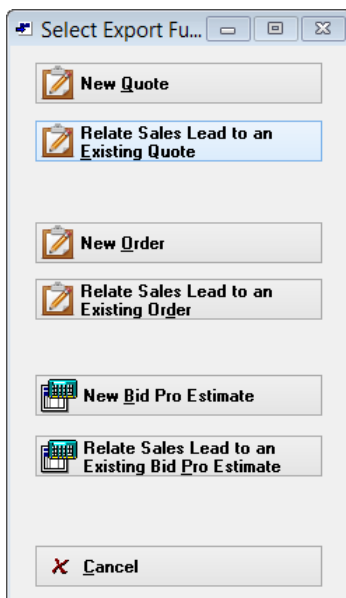 Select Export Fu...
New Quote
Relate Sales Lead to an
Existing Quote
New Order
Relate Sales Lead to an
Existing Order
New Bid Pro Estimate
Relate Sales Lead to an
Existing Bid Pro Estimate
Cancel